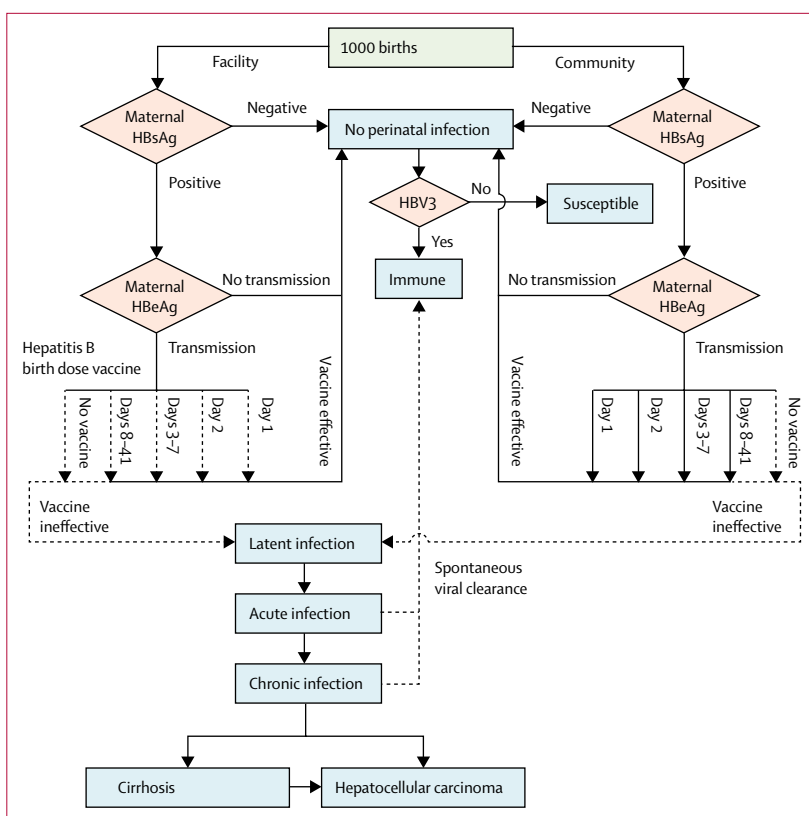 1000 births
Facility
Community
Maternal
HBsAg
Negative
No perinatal infection
Negative
Maternal
HBsAg
Positive
HBV3
No
Susceptible
Positive
Yes
Maternal
HBeAg
No transmission
Immune
No transmission
Maternal
HBeAg
Hepatitis B
birth dose vaccine
Transmission
Transmission
No vaccine
Days 8–41
Days 3–7
Day 2
Day 1
Vaccine effective
Vaccine effective
Day 1
Day 2
Days 3–7
Days 8–41
No vaccine
Vaccine
ineffective
Vaccine
ineffective
Latent infection
Spontaneous
viral clearance
Acute infection
Chronic infection
Cirrhosis
Hepatocellular carcinoma